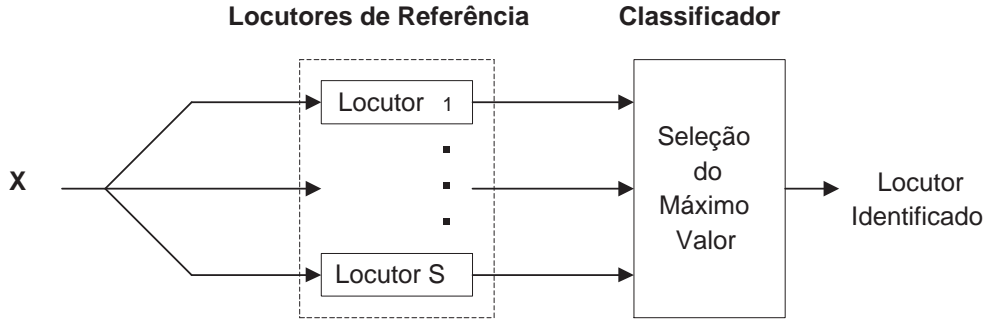 Locutores de Referência
Classificador
Locutor 1
Seleção
do
Máximo
Valor
X
Locutor
Identificado
Locutor S